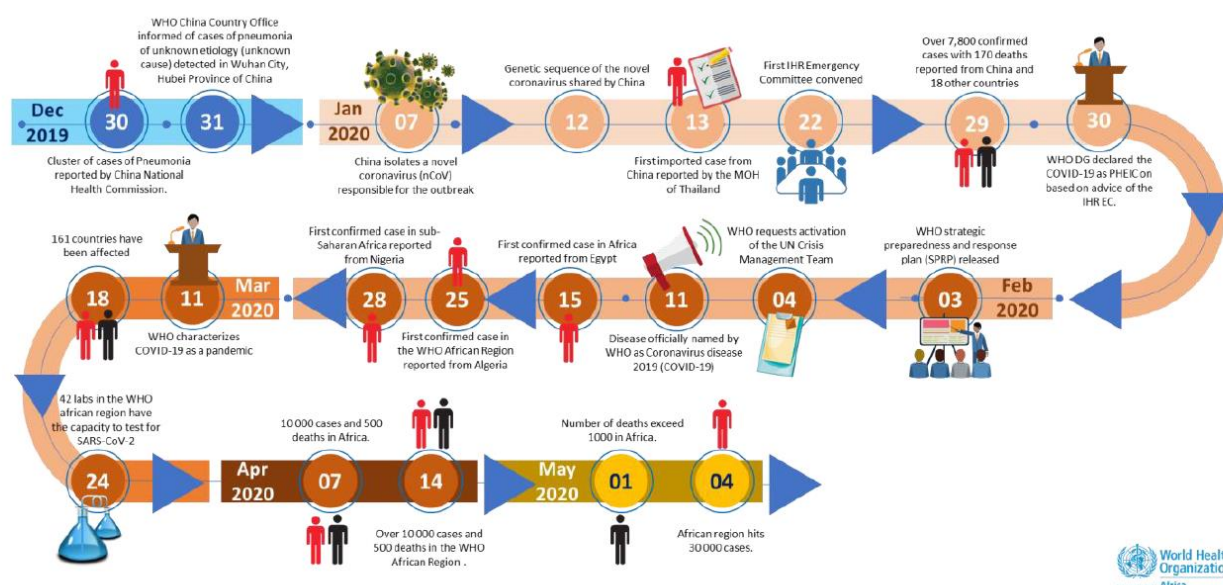 WHO China Country Office
informed of cases of pneumonia
of unknown etiology (unknown
cause) detected in Wuhan City,
Hubei Province of China
Dec
2019
30
31
Cluster of cases of Pneumonia
reported by China National
Health Commission.
Jan
2020
07
China isolates a novel
coronavirus (nCoV)
responsible for the outbreak
Genetic sequence of the novel
coronavirus shared by China
12
13
First imported case from
China reported by the MOH
of Thailand
First IHR Emergency
Committee convened
22
Over 7,800 confirmed
cases with 170 deaths
reported from China and
18 other countries
29
30
WHO DG declared the
COVID-19 as PHEIC on
based on advice of the
IHR EC.
Feb
2020
WHO strategic
preparedness and response
plan (SPRP) released
03
WHO requests activation
of the UN Crisis
Management Team
04
11
Disease officially named by
WHO as Coronavirus disease
2019 (COVID-19)
First confirmed case in Africa
reported from Egypt
15
25
First confirmed case in
the WHO African Region
reported from Algeria
First confirmed case in sub-
Saharan Africa reported
from Nigeria
28
Mar
2020
11
WHO characterizes
COVID-19 as a pandemic
161 countries have
been affected
18
42 labs in the WHO
african region have
the capacity to test for
SARS-CoV-2
24
Apr
2020
10 000 cases and 500
deaths in Africa.
07
14
Over 10 000 cases and
500 deaths in the WHO
African Region .
May
2020
Number of deaths exceed
1000 in Africa.
01
04
African region hits
30 000 cases.
World Healt
Organizatio
Africa